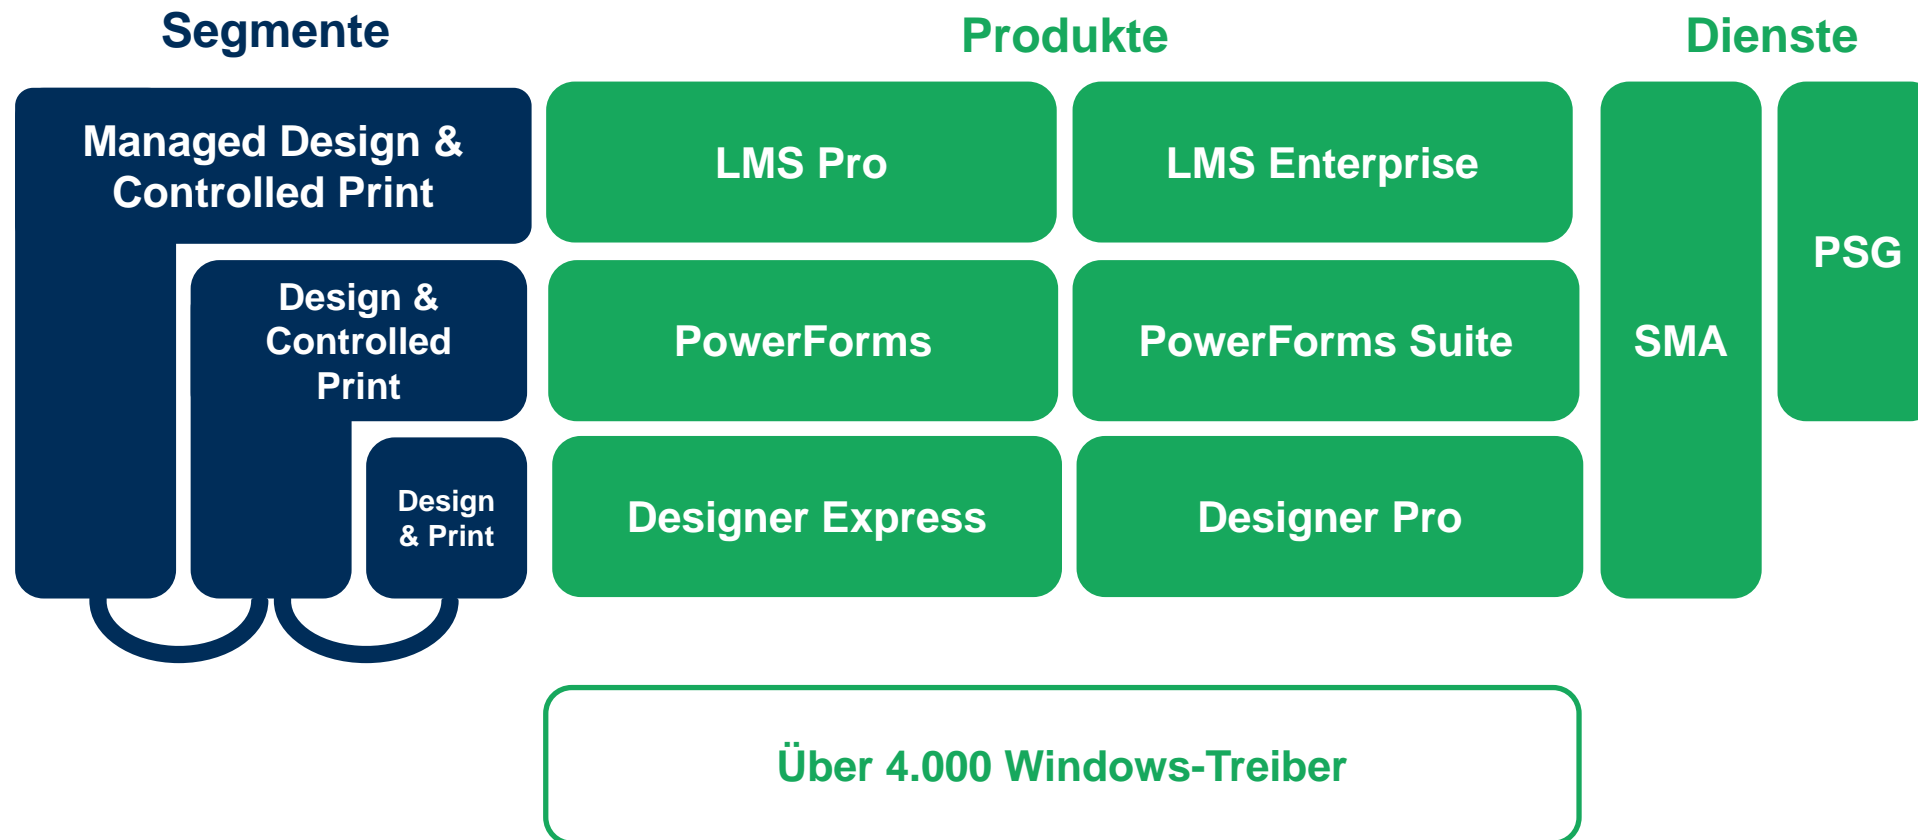 Segmente
Produkte
Dienste
Managed Design &
Controlled Print
LMS Pro
LMS Enterprise
PSG
Design &
Controlled
Print
PowerForms
PowerForms Suite
SMA
Design
& Print
Designer Express
Designer Pro
Über 4.000 Windows-Treiber